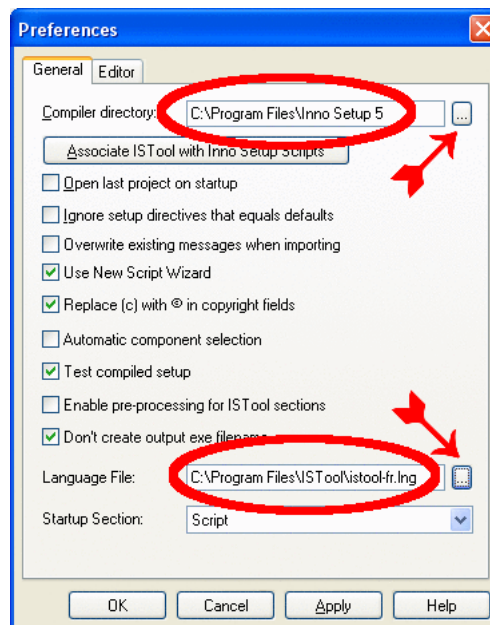 Preferences
General Editor
Compiler directory: C:\Program Files\Inno Setup 5 ...
Associate ISTool with Inno Setup Scripts
Open last project on startup
Ignore setup directives that equals defaults
Overwrite existing messages when importing
Use New Script Wizard
Replace (c) with © in copyright fields
Automatic component selection
Test compiled setup
Enable pre-processing for ISTool sections
Don't create output exe filename
Language File: C:\Program Files\ISTool\istool-fr.lng ...
Startup Section: Script
OK Cancel Apply Help